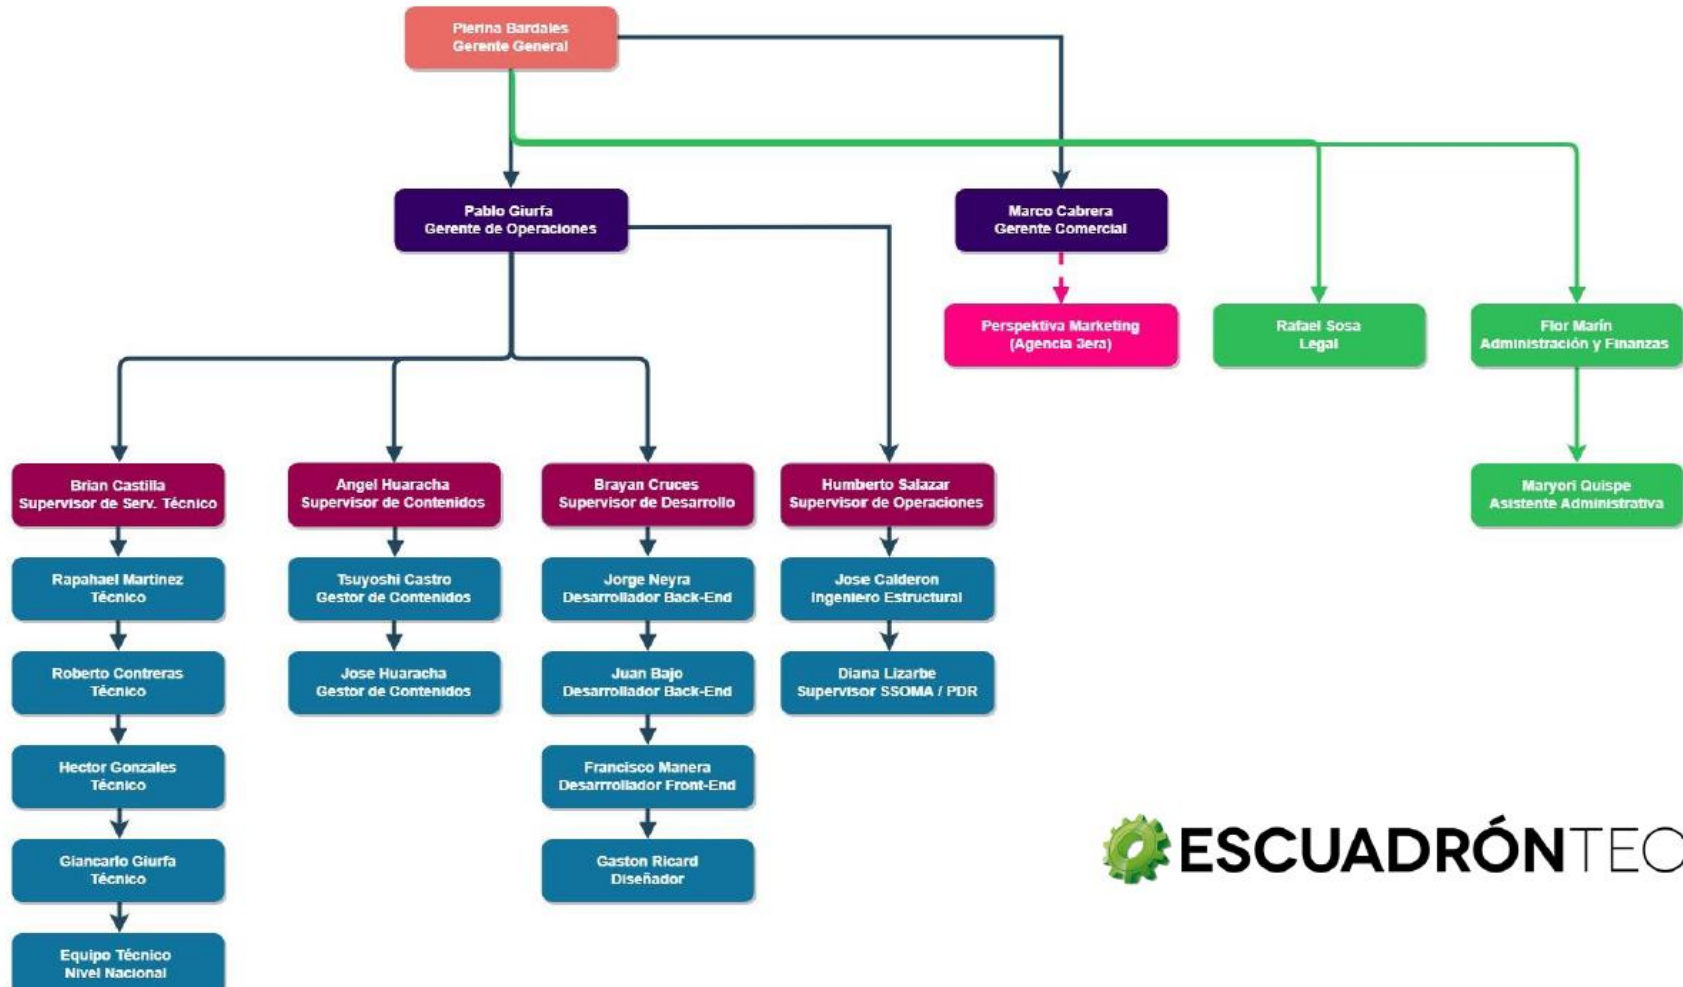 Pierina Bardales
Gerente General
Pablo Giurfa
Gerente de Operaciones
Marco Cabrera
Gerente Comercial
Perspektiva Marketing
(Agencia 3era)
Rafael Sosa
Legal
Flor Marín
Administración y Finanzas
Brian Castilla
Supervisor de Serv. Técnico
Angel Huaracha
Supervisor de Contenidos
Brayan Cruces
Supervisor de Desarrollo
Humberto Salazar
Supervisor de Operaciones
Maryori Quispe
Asistente Administrativa
Rapahael Martinez
Técnico
Tsuyoshi Castro
Gestor de Contenidos
Jorge Neyra
Desarrollador Back-End
Jose Calderon
Ingeniero Estructural
Roberto Contreras
Técnico
Jose Huaracha
Gestor de Contenidos
Juan Bajo
Desarrollador Back-End
Diana Lizarbe
Supervisor SSOMA / PDR
Hector Gonzales
Técnico
Francisco Manera
Desarrrollador Front-End
Giancarlo Giurfa
Técnico
Gaston Ricard
Diseñador
ESCUADRÓNTEC
Equipo Técnico
Nivel Nacional